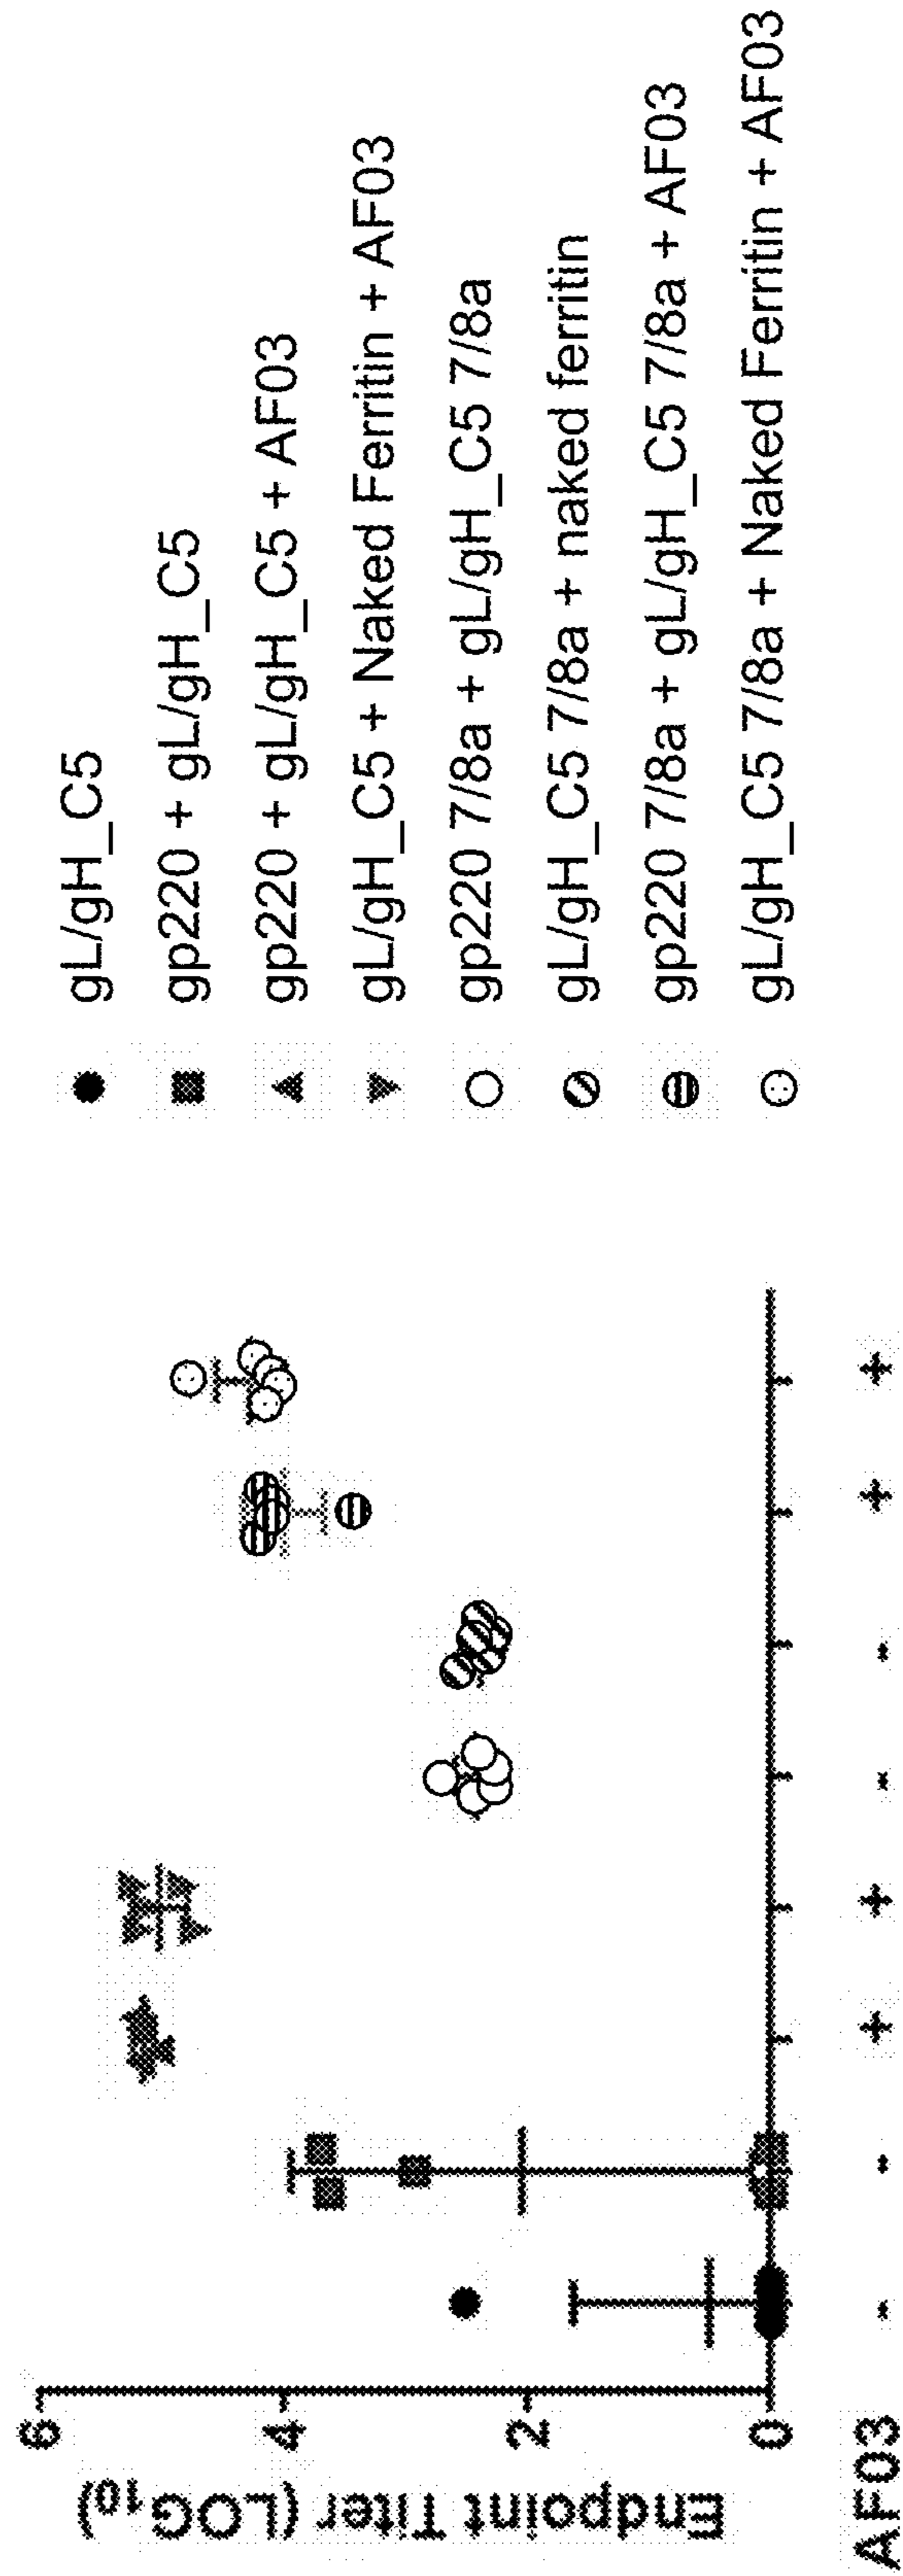 Endpoint Titer (LOG10)
6
4
2
0
AF03 - - + + - - + +
gL/gH_C5
gp220 + gL/gH_C5
gp220 + gL/gH_C5 + AF03
gL/gH_C5 + Naked Ferritin + AF03
gp220 7/8a + gL/gH_C5 7/8a
gL/gH_C5 7/8a + naked ferritin
gp220 7/8a + gL/gH_C5 7/8a + AF03
gL/gH_C5 7/8a + Naked Ferritin + AF03